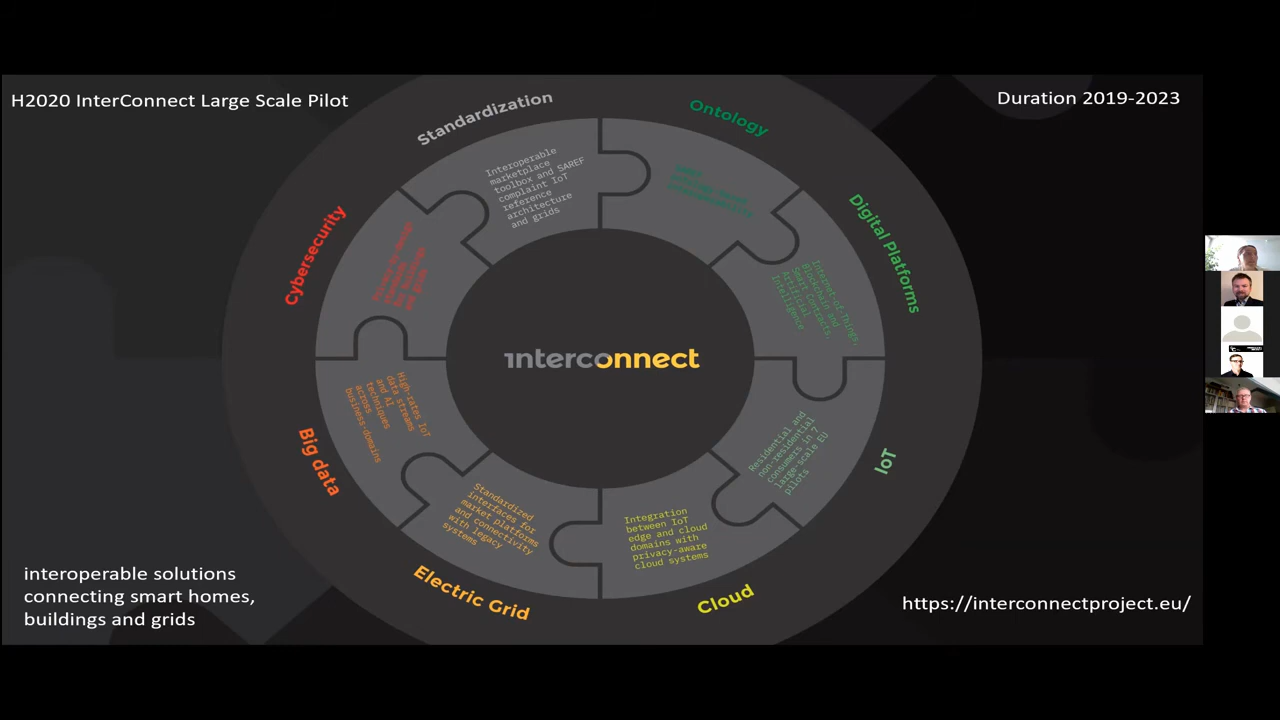 H2020 InterConnect Large Scale Pilot
Duration 2019-2023
Standardization
Interoperable
marketplace
toolbox and SAREF
complaint IoT
reference
architecture
and grids
Ontology
Digital Platforms
Internet-of Things,
Blockchain and
Smart Contracts,
Artificial
Intelligence
IoT
Residential and
non-residential
consumers in 7
large-scale EU
pilots
Cloud
Integration
between IoT
edge and cloud
domains with
privacy-aware
cloud systems
Electric Grid
Standardized
interfaces for
market platforms
and connectivity
with legacy
systems
Big data
High-rates IoT
data streams
and AI
techniques
across
business-domains
Cybersecurity
for buildings
and grids
interconnect
interoperable solutions
connecting smart homes,
buildings and grids
https://interconnectproject.eu/